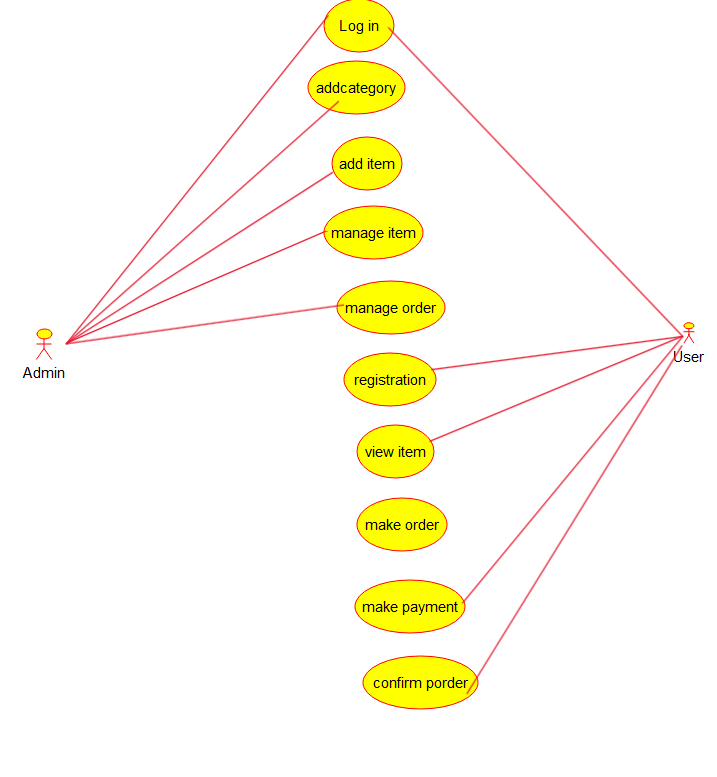 Log in
addcategory
add item
manage item
manage order
Admin
User
registration
view item
make order
make payment
confirm porder